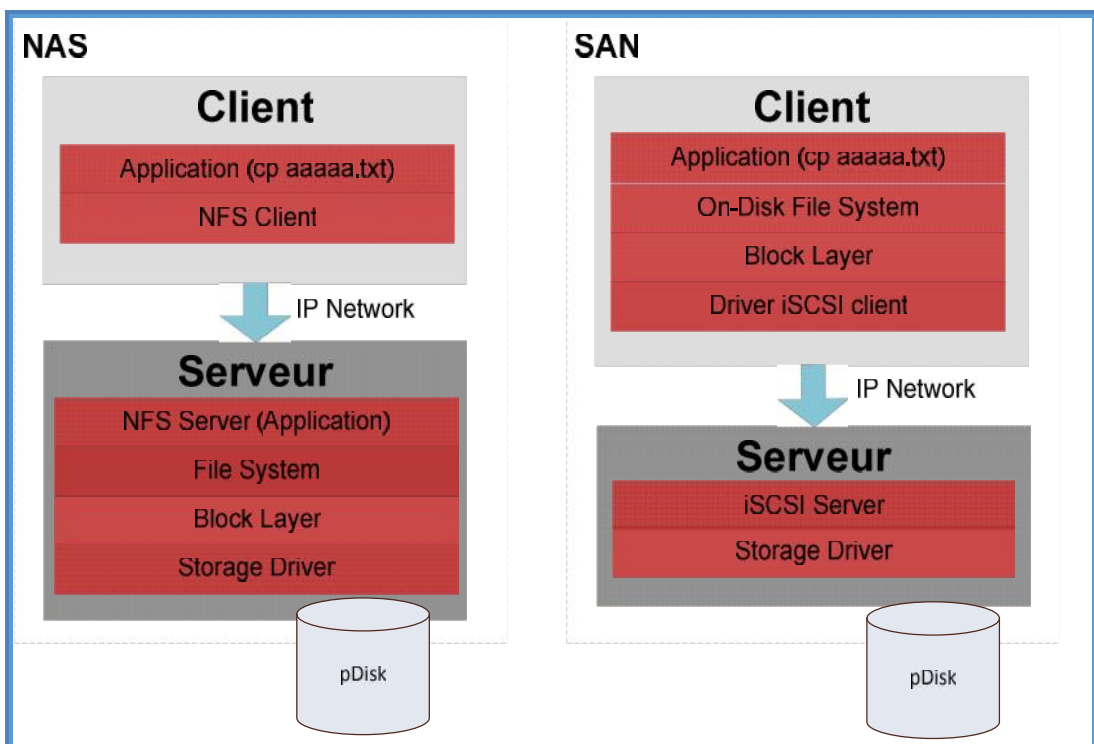 NAS
Client
Application (cp aaaaa.txt)
NFS Client
IP Network
Serveur
NFS Server (Application)
File System
Block Layer
Storage Driver
pDisk
SAN
Client
Application (cp aaaaa.txt)
On-Disk File System
Block Layer
Driver iSCSI client
IP Network
Serveur
iSCSI Server
Storage Driver
pDisk